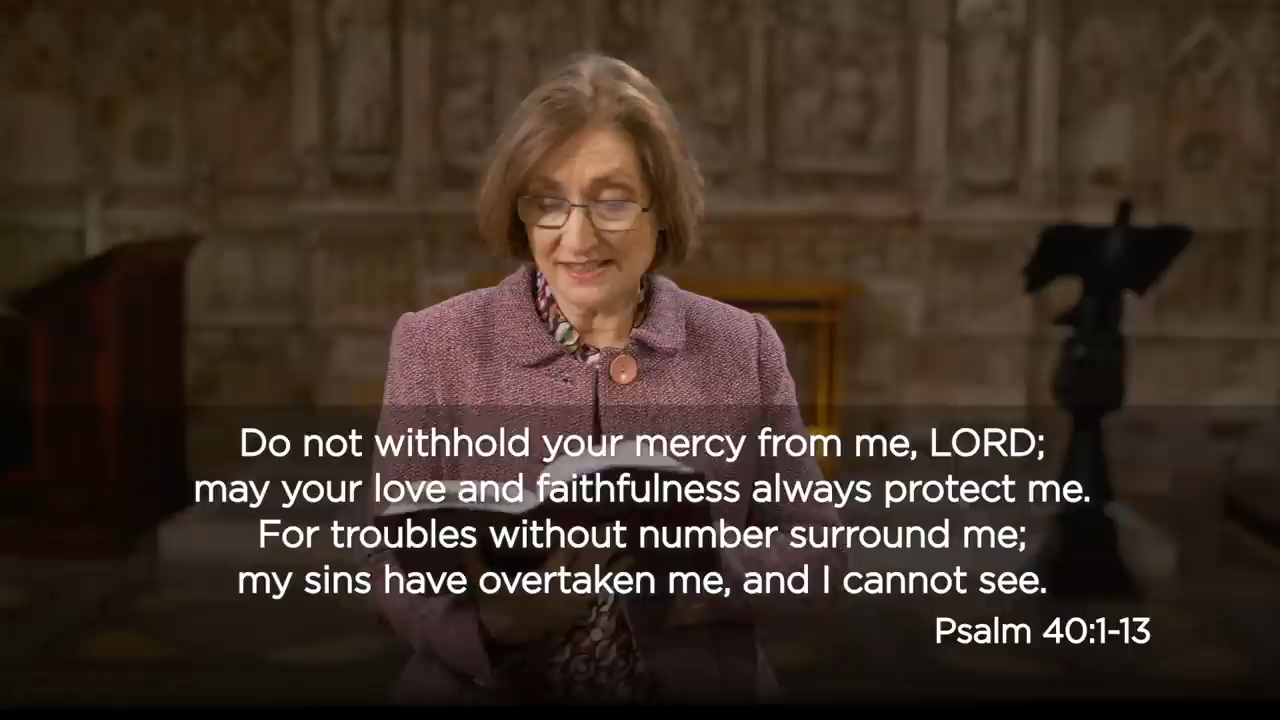 Do not withhold your mercy from me, LORD;
may your love and faithfulness always protect me.
For troubles without number surround me;
my sins have overtaken me, and I cannot see.
Psalm 40:1-13